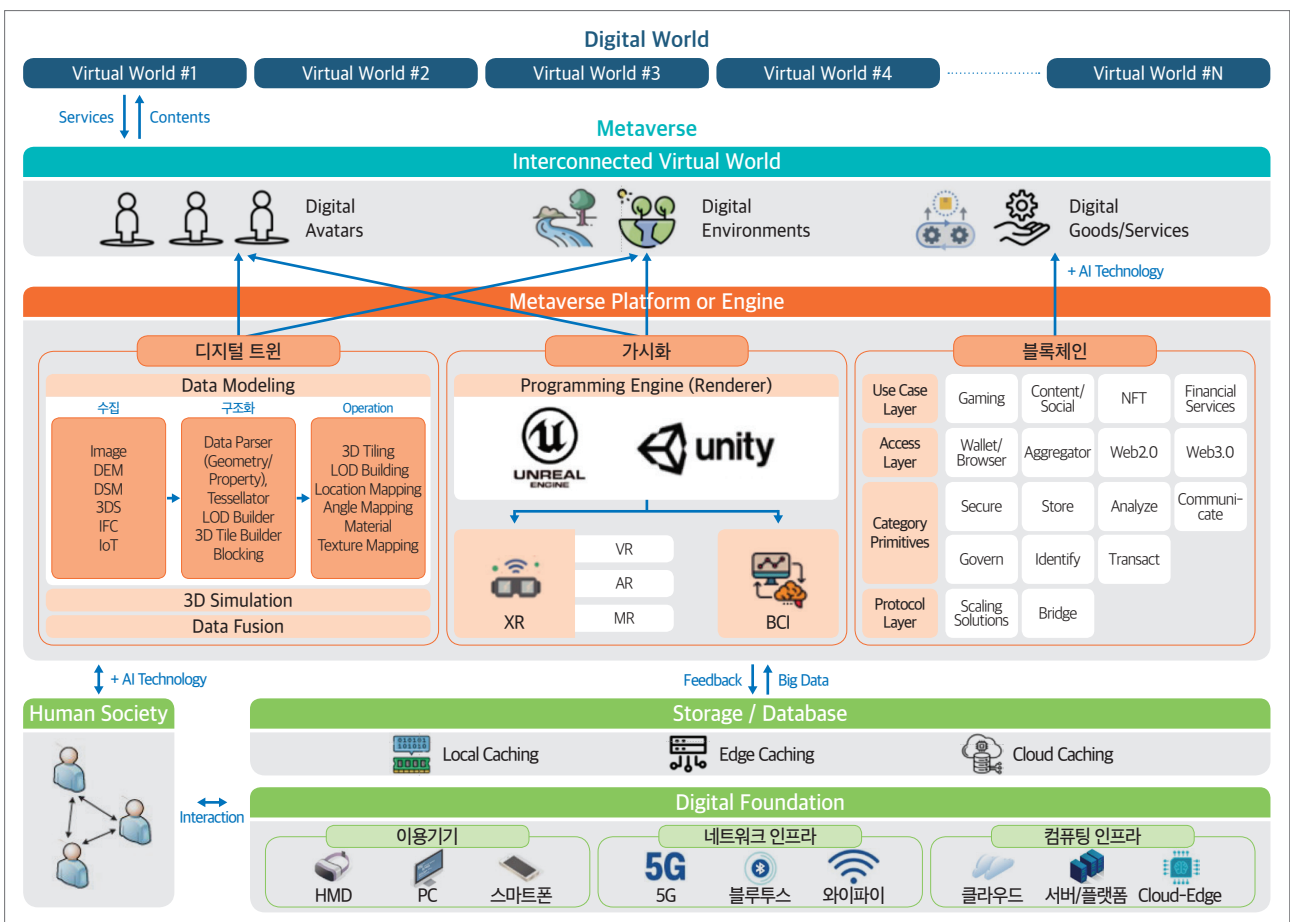 Digital World
Virtual World #1
Virtual World #2
Virtual World #3
Virtual World #4
Virtual World #N
Services
Contents
Metaverse
Interconnected Virtual World
Digital
Avatars
Digital
Environments
Digital
Goods/Services
+ AI Technology
Metaverse Platform or Engine
디지털 트윈
Data Modeling
수집
구조화
Operation
Image
DEM
DSM
3DS
IFC
IoT
Data Parser
(Geometry/
Property),
Tessellator
LOD Builder
3D Tile Builder
Blocking
3D Tiling
LOD Building
Location Mapping
Angle Mapping
Material
Texture Mapping
3D Simulation
Data Fusion
가시화
Programming Engine (Renderer)
UNREAL
ENGINE
unity
XR
VR
AR
MR
BCI
블록체인
Use Case
Layer
Gaming
Content/
Social
NFT
Financial
Services
Access
Layer
Wallet/
Browser
Aggregator
Web2.0
Web3.0
Category
Primitives
Secure
Store
Analyze
Communi-
cate
Govern
Identify
Transact
Protocol
Layer
Scaling
Solutions
Bridge
+ AI Technology
Feedback
Big Data
Human Society
Interaction
Storage / Database
010101
101010
Local Caching
Edge Caching
Cloud Caching
Digital Foundation
이용기기
HMD
PC
스마트폰
네트워크 인프라
5G
5G
블루투스
와이파이
컴퓨팅 인프라
클라우드
서버/플랫폼
Cloud-Edge